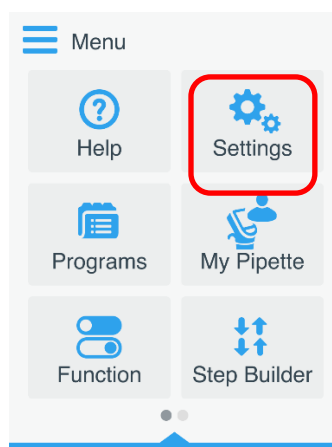 Menu
Help
Settings
Programs
My Pipette
Function
Step Builder